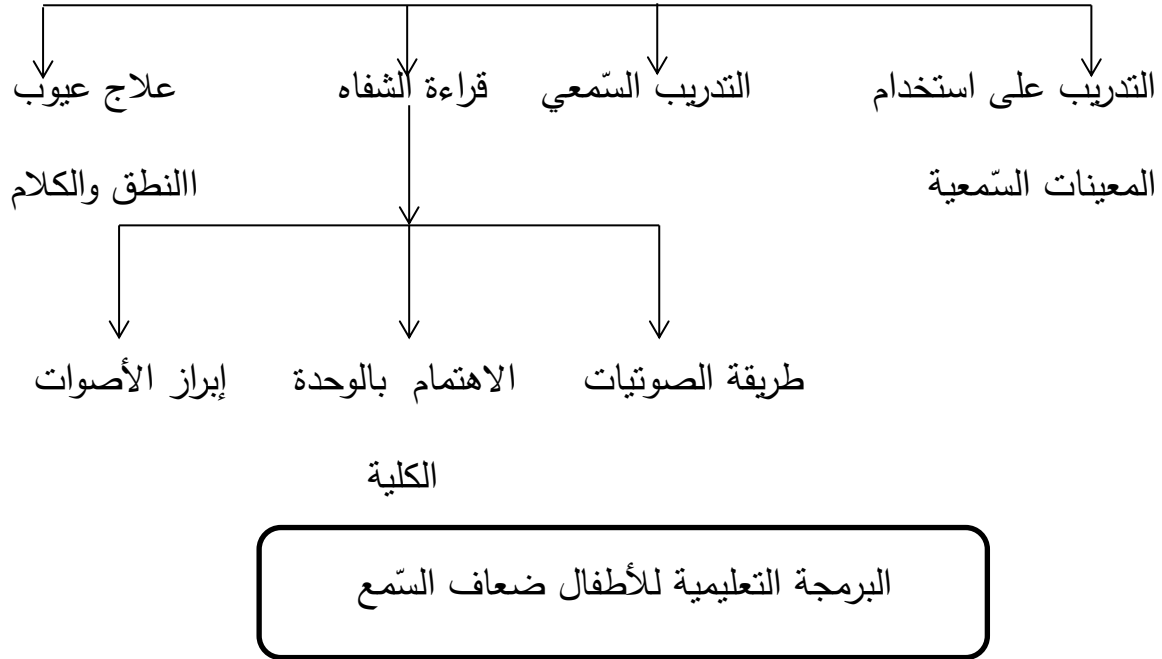 التدريب على استخدام التدريب السّمعي قراءة الشفاه علاج عيوب
المعينات السّمعية االنطق والكلام
طريقة الصوتيات الاهتمام بالوحدة إبراز الأصوات
الكلية
البرمجة التعليمية للأطفال ضعاف السّمع